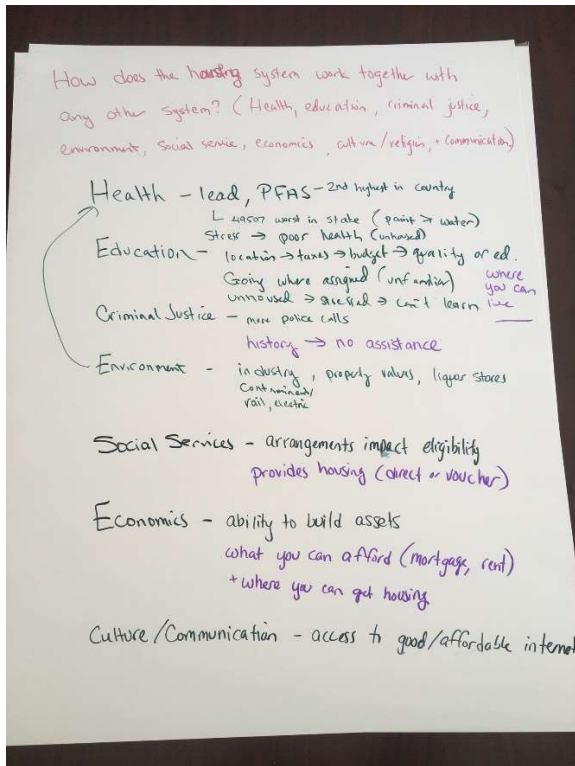 How does the housing system work together with
any other system? (Health, education, criminal justice,
environment, social service, economics, culture/religion, + communication)
Health - lead, PFAS - 2nd highest in country
L 49507 worst in state (paint > water)
Stress → poor health (unhoused)
Education - location → taxes → budget → quality or ed.
Going where assigned (unfamiliar)
unhoused → stressed → can't learn
where
you can
live
Criminal Justice - more police calls
history → no assistance
Environment - industry, property values, liquor stores
Contaminent/
rail, electric
Social Services - arrangements impact eligibility
provides housing (direct or voucher)
Economics - ability to build assets
what you can afford (mortgage, rent)
+ where you can get housing
Culture/Communication - access to good/affordable internet